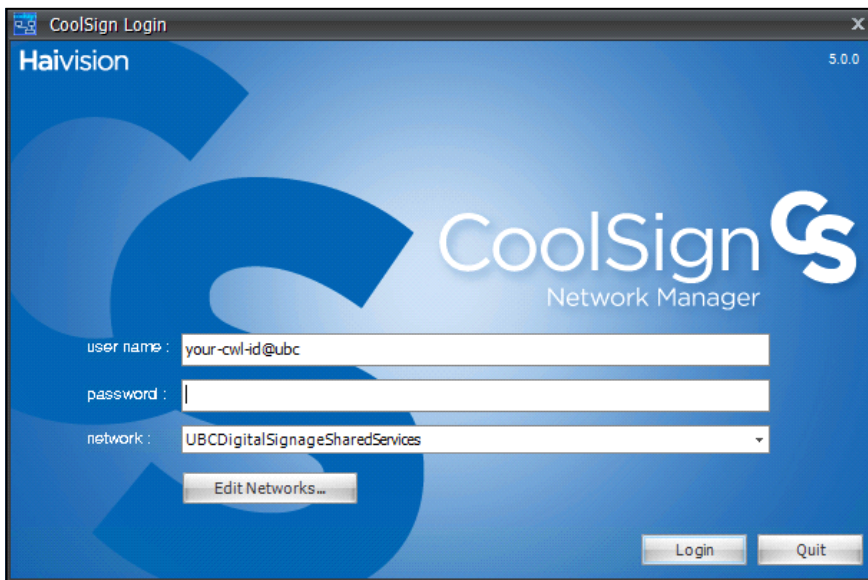 CoolSign Login x
Haivision
5.0.0
CoolSign CS
Network Manager
user name : your-cwl-id@ubc
password :
network : UBCDigitalSignageSharedServices
Edit Networks...
Login Quit